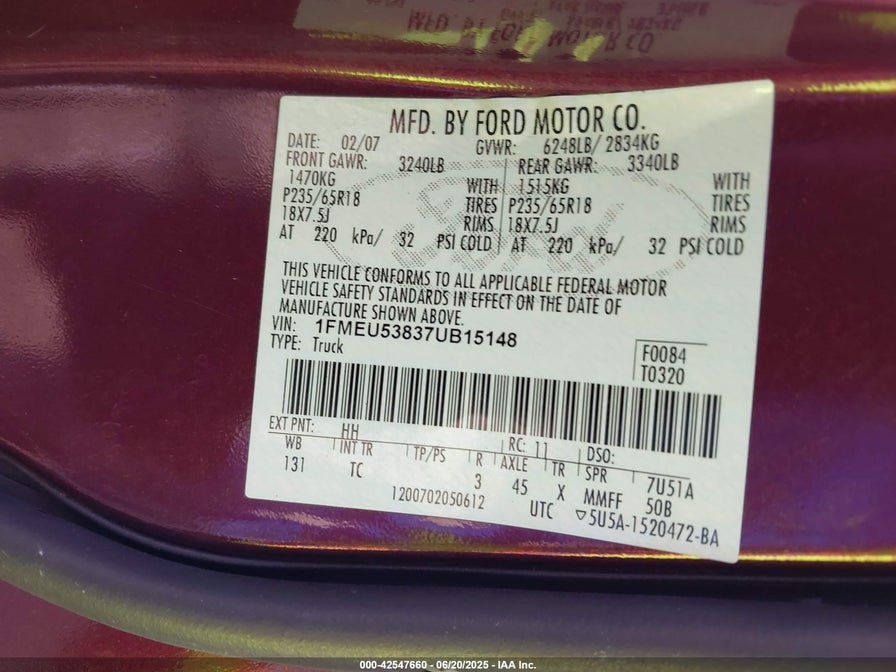 MFD. BY FORD MOTOR CO.
DATE: 02/07 GVWR: 6248LB/ 2834KG
FRONT GAWR: 3240LB REAR GAWR: 3340LB
1470KG WITH 1515KG WITH
P235/65R18 TIRES P235/65R18 TIRES
18X7.5J RIMS 18X7.5J RIMS
AT 220 kPa/ 32 PSI COLD AT 220 kPa/ 32 PSI COLD
THIS VEHICLE CONFORMS TO ALL APPLICABLE FEDERAL MOTOR
VEHICLE SAFETY STANDARDS IN EFFECT ON THE DATE OF
MANUFACTURE SHOWN ABOVE.
VIN: 1FMEU53837UB15148
TYPE: Truck
F0084
T0320
EXT PNT: HH RC: 11 DSO:
WB INT TR TP/PS R AXLE TR SPR 7U51A
131 TC 3 45 X MMFF 50B
1200702050612 UTC ▽5U5A-1520472-BA
000-42547660 - 06/20/2025 - IAA Inc.